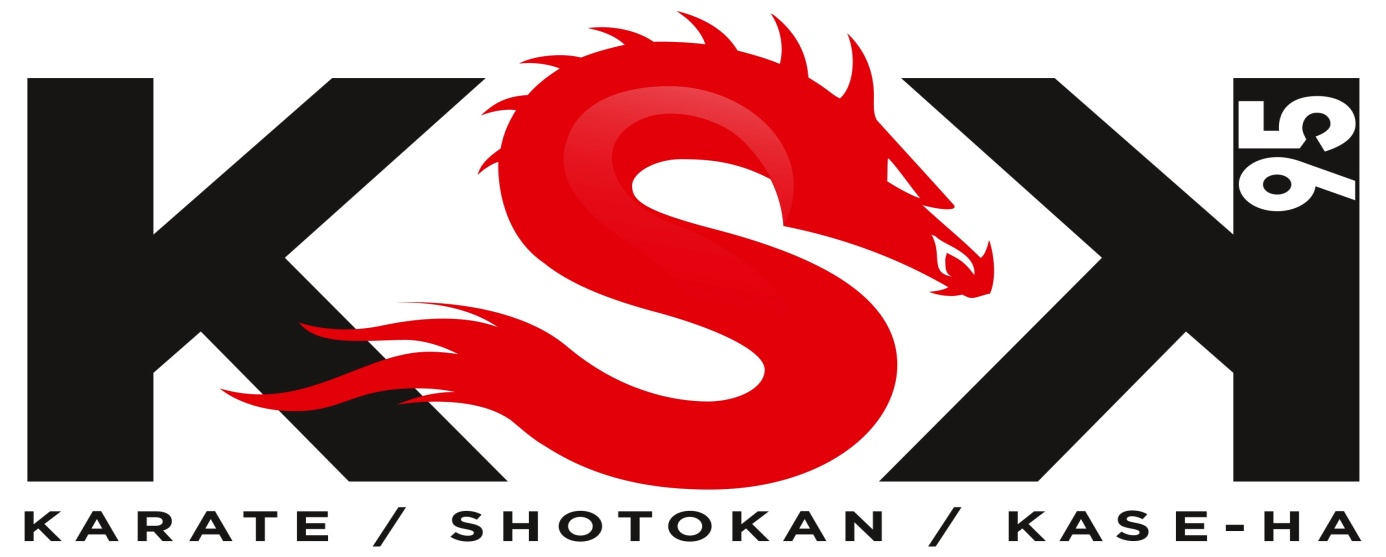 KSK
95
KARATE / SHOTOKAN / KASE-HA